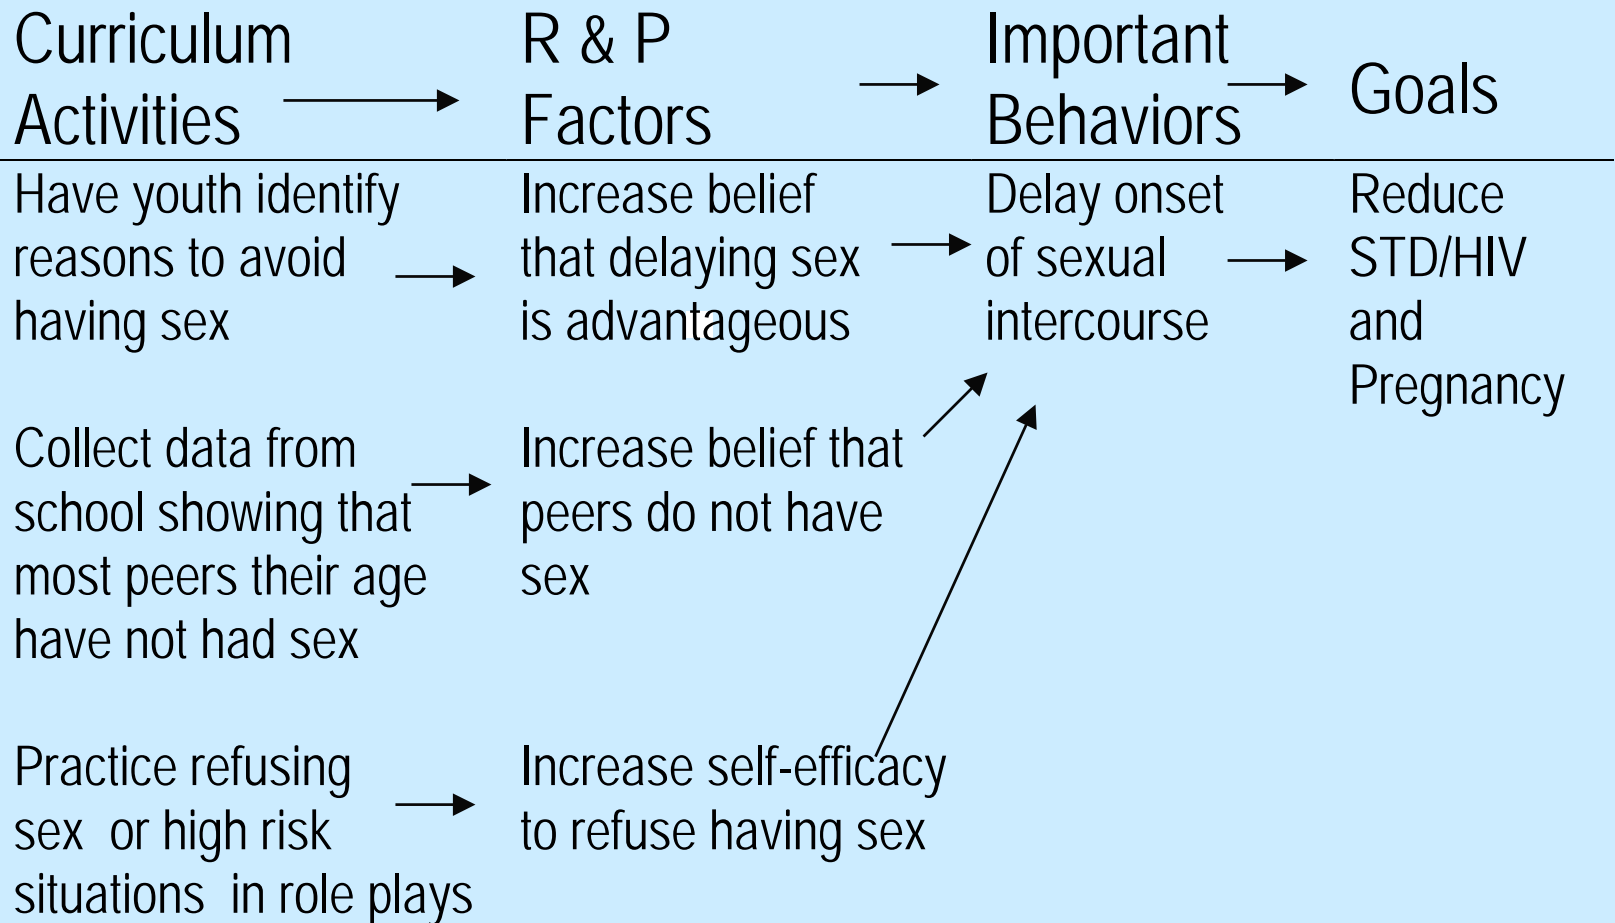 Curriculum
Activities
R & P
Factors
Important
Behaviors
Goals
Have youth identify
reasons to avoid
having sex
Increase belief
that delaying sex
is advantageous
Delay onset
of sexual
intercourse
Reduce
STD/HIV
and
Pregnancy
Collect data from
school showing that
most peers their age
have not had sex
Increase belief that
peers do not have
sex
Practice refusing
sex or high risk
situations in role plays
Increase self-efficacy
to refuse having sex